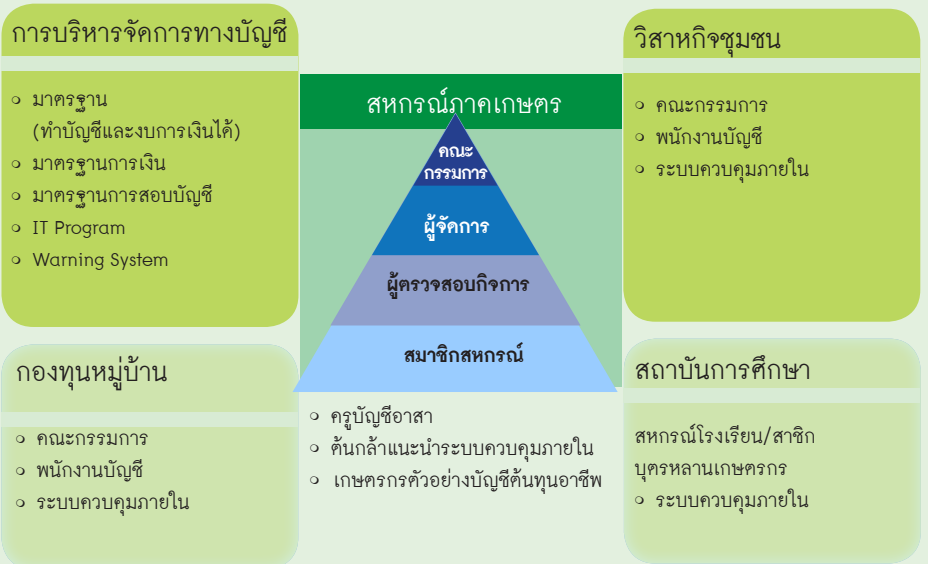 การบริหารจัดการทางบัญชี
มาตรฐาน
(ทำบัญชีและงบการเงินได้)
มาตรฐานการเงิน
มาตรฐานการสอบบัญชี
IT Program
Warning System
สหกรณ์ภาคเกษตร
คณะ
กรรมการ
ผู้จัดการ
ผู้ตรวจสอบกิจการ
สมาชิกสหกรณ์
วิสาหกิจชุมชน
คณะกรรมการ
พนักงานบัญชี
ระบบควบคุมภายใน
กองทุนหมู่บ้าน
คณะกรรมการ
พนักงานบัญชี
ระบบควบคุมภายใน
ครูบัญชีอาสา
ต้นกล้าแนะนำระบบควบคุมภายใน
เกษตรกรตัวอย่างบัญชีต้นทุนอาชีพ
สถาบันการศึกษา
สหกรณ์โรงเรียน/สาชิก
บุตรหลานเกษตรกร
ระบบควบคุมภายใน